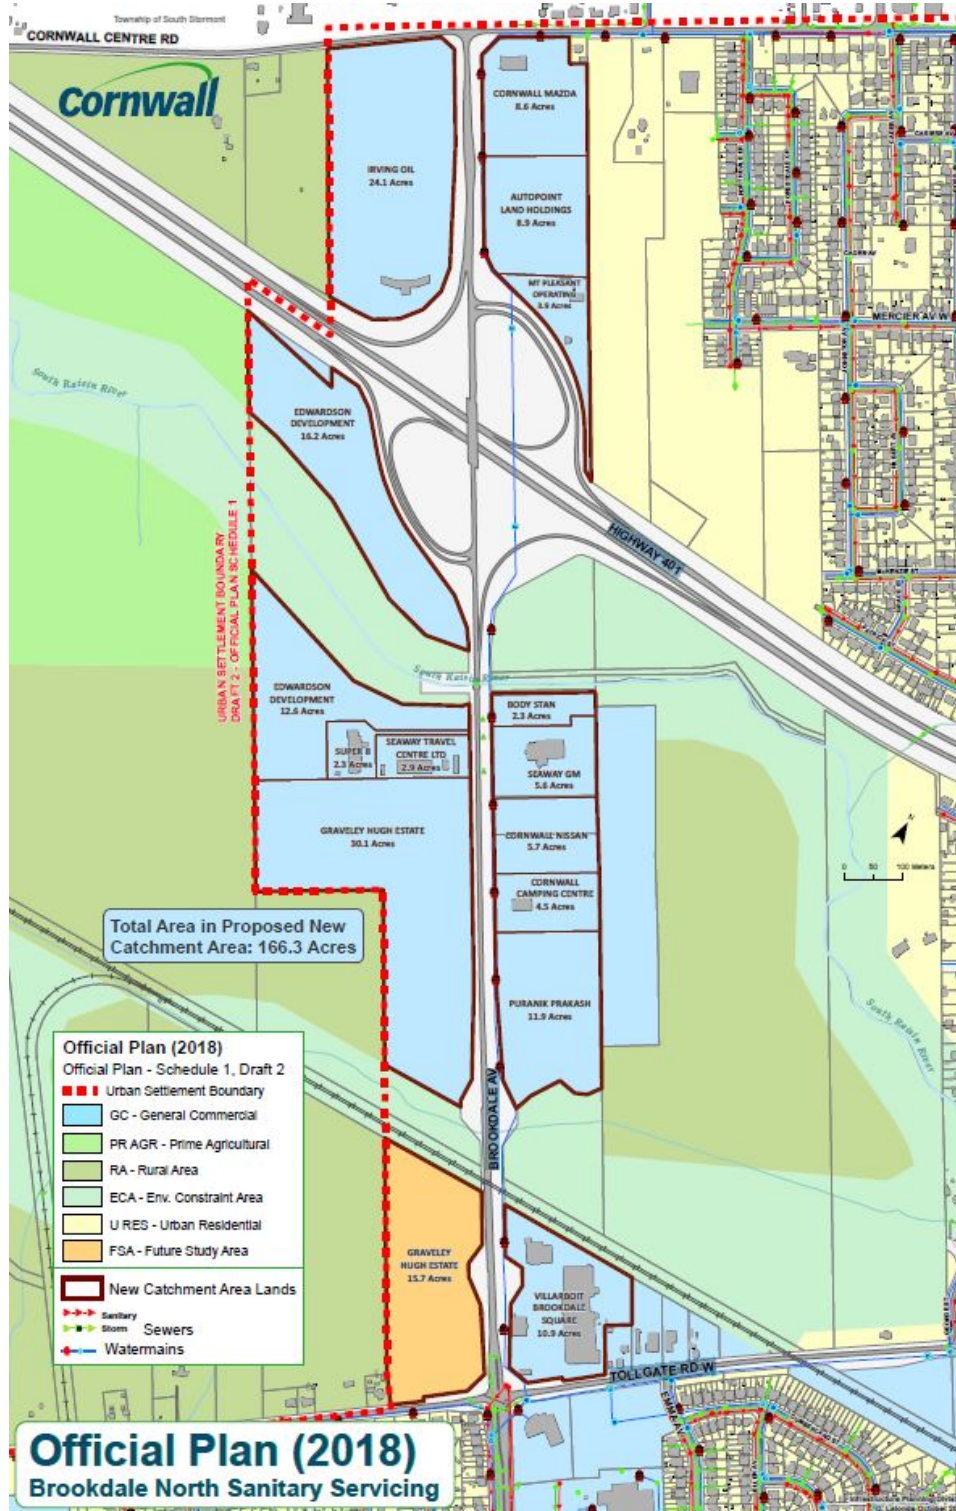 Township of South Stormont
CORNWALL CENTRE RD
Cornwall
IRVING OIL
24.1 Acres
CORNWALL MAZDA
8.6 Acres
AUTOPOINT
LAND HOLDINGS
8.9 Acres
MT PLEASANT
OPERATING
3.9 Acres
MERCIER AV W
South Raisin River
EDWARDSON
DEVELOPMENT
16.2 Acres
HIGHWAY 401
URBAN SETTLEMENT BOUNDARY
DRAFT 2 - OFFICIAL PLAN SCHEDULE 1
South Raisin River
EDWARDSON
DEVELOPMENT
12.6 Acres
BODY STAN
2.3 Acres
SUPER 8
2.3 Acres
SEAWAY TRAVEL
CENTRE LTD
2.9 Acres
SEAWAY GM
5.6 Acres
GRAVELEY HUGH ESTATE
30.1 Acres
CORNWALL NISSAN
5.7 Acres
N
0 50 100 Meters
CORNWALL
CAMPING CENTRE
4.5 Acres
Total Area in Proposed New
Catchment Area: 166.3 Acres
PURANIK PRAKASH
11.9 Acres
South Raisin River
BROOKDALE AV
Official Plan (2018)
Official Plan - Schedule 1, Draft 2
Urban Settlement Boundary
GC - General Commercial
PR AGR - Prime Agricultural
RA - Rural Area
ECA - Env. Constraint Area
U RES - Urban Residential
FSA - Future Study Area
New Catchment Area Lands
Sanitary
Storm Sewers
Watermains
GRAVELEY
HUGH ESTATE
15.7 Acres
VILLARBOIT
BROOKDALE
SQUARE
10.9 Acres
TOLLGATE RD W
EMMA AV
Official Plan (2018)
Brookdale North Sanitary Servicing